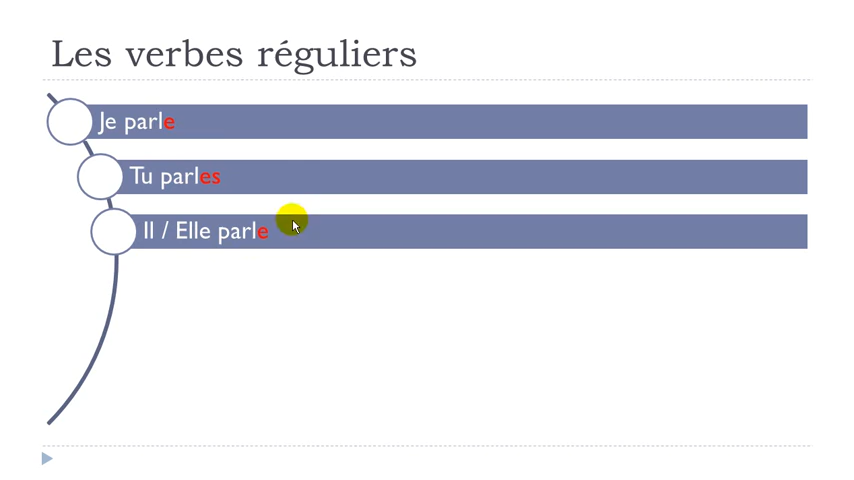 Les verbes réguliers
Je parle
Tu parles
Il / Elle parle